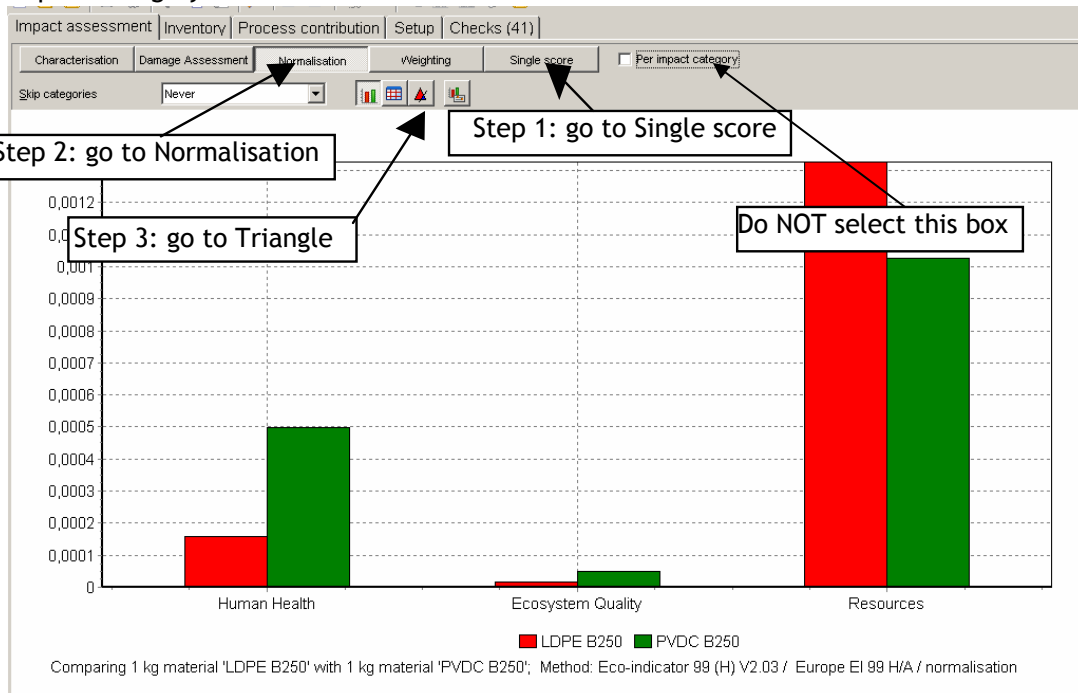 Impact assessment Inventory Process contribution Setup Checks (41)
Characterisation Damage Assessment Normalisation Weighting Single score Per impact category
Skip categories Never
Step 1: go to Single score
Step 2: go to Normalisation
Do NOT select this box
Step 3: go to Triangle
0,0012
0,001
0,0009
0,0008
0,0007
0,0006
0,0005
0,0004
0,0003
0,0002
0,0001
0
Human Health Ecosystem Quality Resources
LDPE B250 PVDC B250
Comparing 1 kg material 'LDPE B250' with 1 kg material 'PVDC B250'; Method: Eco-indicator 99 (H) V2.03 / Europe EI 99 H/A / normalisation